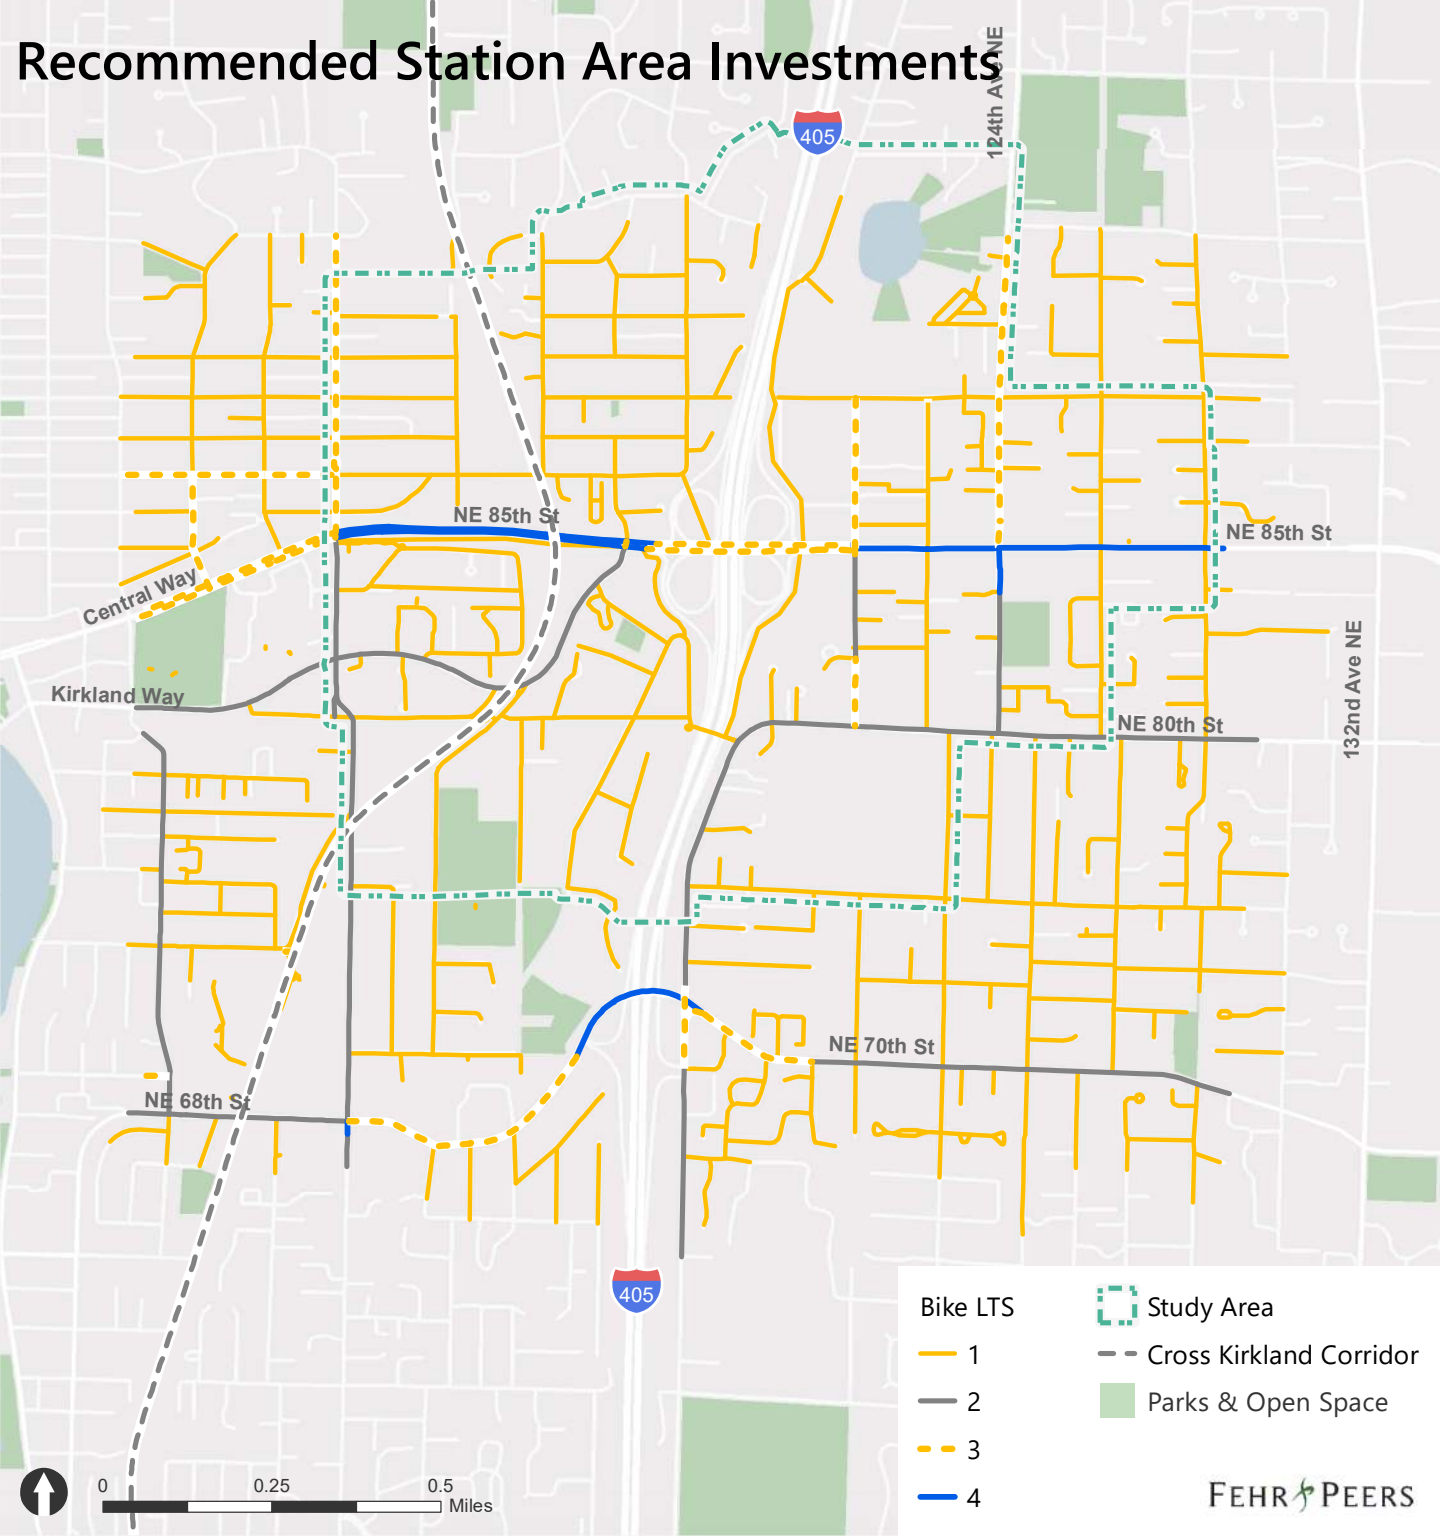 Recommended Station Area Investments
124th Ave NE
405
NE 85th St
NE 85th St
Central Way
Kirkland Way
132nd Ave NE
NE 80th St
NE 70th St
NE 68th St
405
Bike LTS
1
2
3
4
Study Area
Cross Kirkland Corridor
Parks & Open Space
0 0.25 0.5
Miles
FEHR PEERS